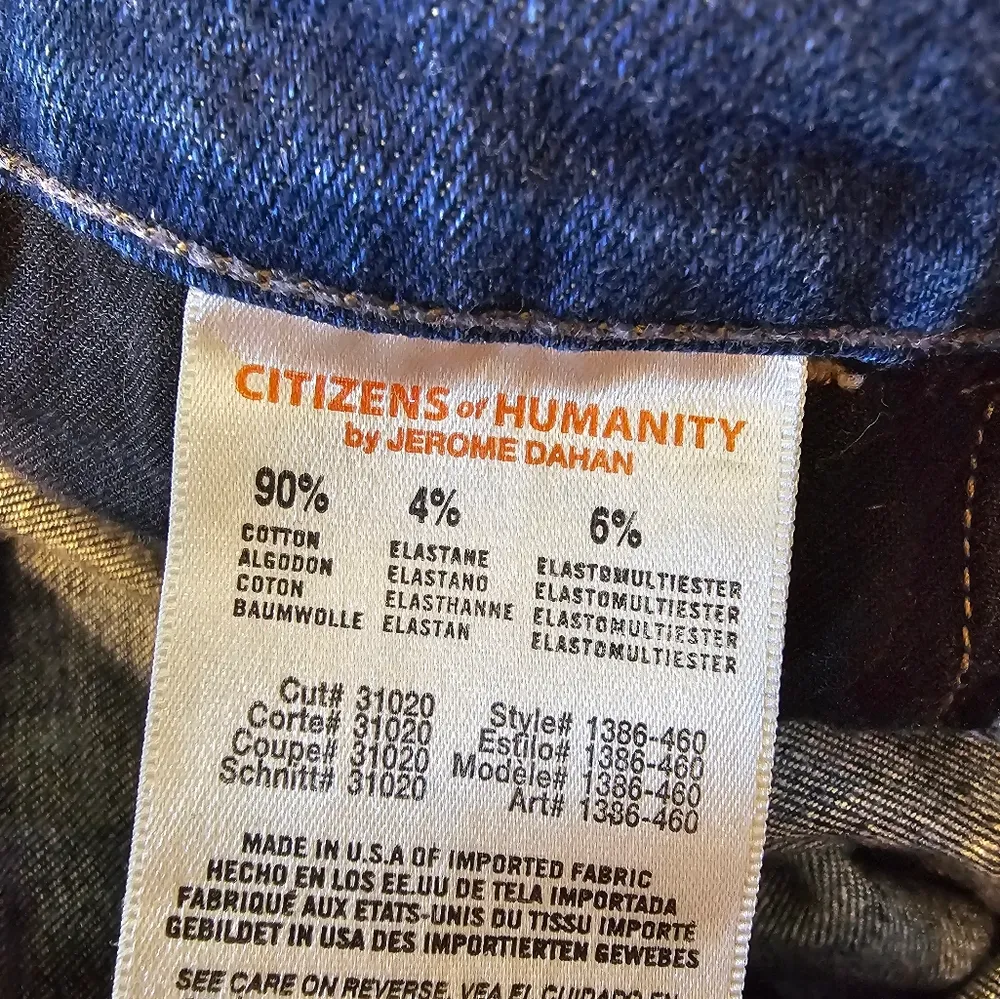 CITIZENS of HUMANITY
by JEROME DAHAN
90% 4% 6%
COTTON ELASTANE ELASTOMULTIESTER
ALGODON ELASTANO ELASTOMULTIESTER
COTON ELASTHANNE ELASTOMULTIESTER
BAUMWOLLE ELASTAN ELASTOMULTIESTER
Cut# 31020 Style# 1386-460
Corte# 31020 Estilo# 1386-460
Coupe# 31020 Modèle# 1386-460
Schnitt# 31020 Art# 1386-460
MADE IN U.S.A OF IMPORTED FABRIC
HECHO EN LOS EE.UU DE TELA IMPORTADA
FABRIQUÉ AUX ETATS-UNIS DU TISSU IMPORTÉ
GEBILDET IN USA DES IMPORTIERTEN GEWEBES
SEE CARE ON REVERSE, VEA EL CUIDADO EN